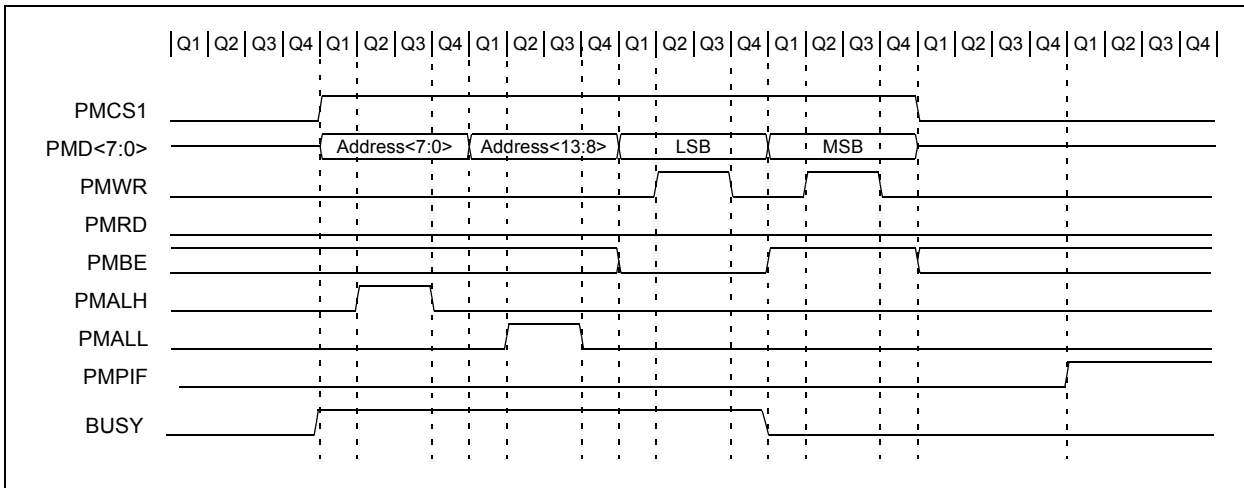 Q1 Q2 Q3 Q4 Q1 Q2 Q3 Q4 Q1 Q2 Q3 Q4 Q1 Q2 Q3 Q4 Q1 Q2 Q3 Q4 Q1 Q2 Q3 Q4 Q1 Q2 Q3 Q4
PMCS1
PMD<7:0> Address<7:0> Address<13:8> LSB MSB
PMWR
PMRD
PMBE
PMALH
PMALL
PMPIF
BUSY